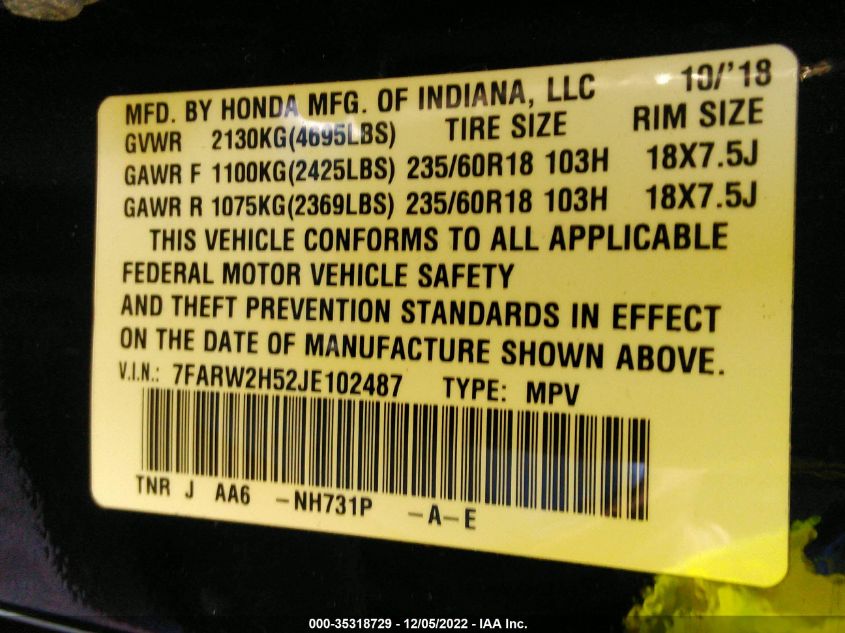 MFD. BY HONDA MFG. OF INDIANA, LLC 10/'18
GVWR 2130KG(4695LBS) TIRE SIZE RIM SIZE
GAWR F 1100KG(2425LBS) 235/60R18 103H 18X7.5J
GAWR R 1075KG(2369LBS) 235/60R18 103H 18X7.5J
THIS VEHICLE CONFORMS TO ALL APPLICABLE
FEDERAL MOTOR VEHICLE SAFETY
AND THEFT PREVENTION STANDARDS IN EFFECT
ON THE DATE OF MANUFACTURE SHOWN ABOVE.
V.I.N.: 7FARW2H52JE102487 TYPE: MPV
TNR J AA6 -NH731P -A-E
000-35318729 - 12/05/2022 - IAA Inc.